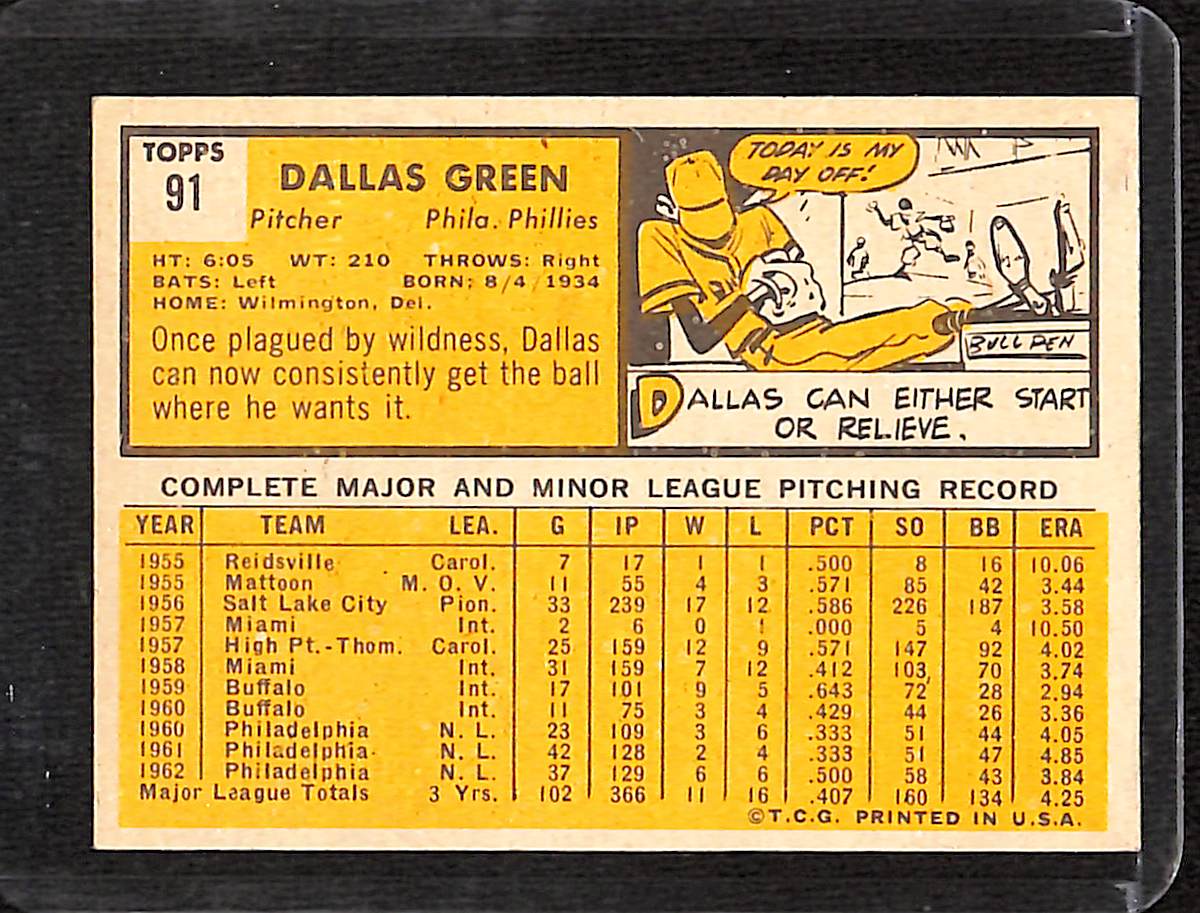 TOPPS
91
DALLAS GREEN
Pitcher Phila. Phillies
HT: 6:05 WT: 210 THROWS: Right
BATS: Left BORN: 8/4/1934
HOME: Wilmington, Del.
Once plagued by wildness, Dallas
can now consistently get the ball
where he wants it.
TODAY IS MY
DAY OFF!
BULL PEN
DALLAS CAN EITHER START
OR RELIEVE.
COMPLETE MAJOR AND MINOR LEAGUE PITCHING RECORD
YEAR TEAM LEA. G IP W L PCT SO BB ERA
1955 Reidsville Carol. 7 17 1 1 .500 8 16 10.06
1955 Mattoon M. O. V. 11 55 4 3 .571 85 42 3.44
1956 Salt Lake City Pion. 33 239 17 12 .586 226 187 3.58
1957 Miami Int. 2 6 0 1 .000 5 4 10.50
1957 High Pt.-Thom. Carol. 25 159 12 9 .571 147 92 4.02
1958 Miami Int. 31 159 7 12 .412 103 70 3.74
1959 Buffalo Int. 17 101 9 5 .643 72 28 2.94
1960 Buffalo Int. 11 75 3 4 .429 44 26 3.36
1960 Philadelphia N. L. 23 109 3 6 .333 51 44 4.05
1961 Philadelphia N. L. 42 128 2 4 .333 51 47 4.85
1962 Philadelphia N. L. 37 129 6 6 .500 58 43 3.84
Major League Totals 3 Yrs. 102 366 11 16 .407 160 134 4.25
©T.C.G. PRINTED IN U.S.A.